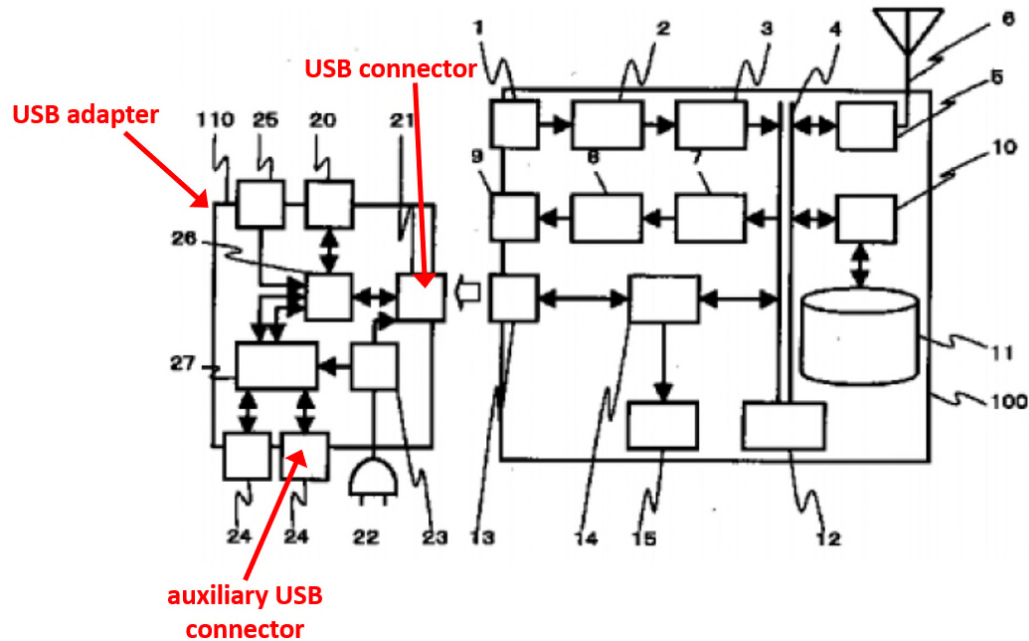 1 2 3 4 6
USB connector
5
USB adapter
110 25 20 21
10
9 8 7
26
11
27
100
24 24 22 23 13 14 15 12
auxiliary USB
connector